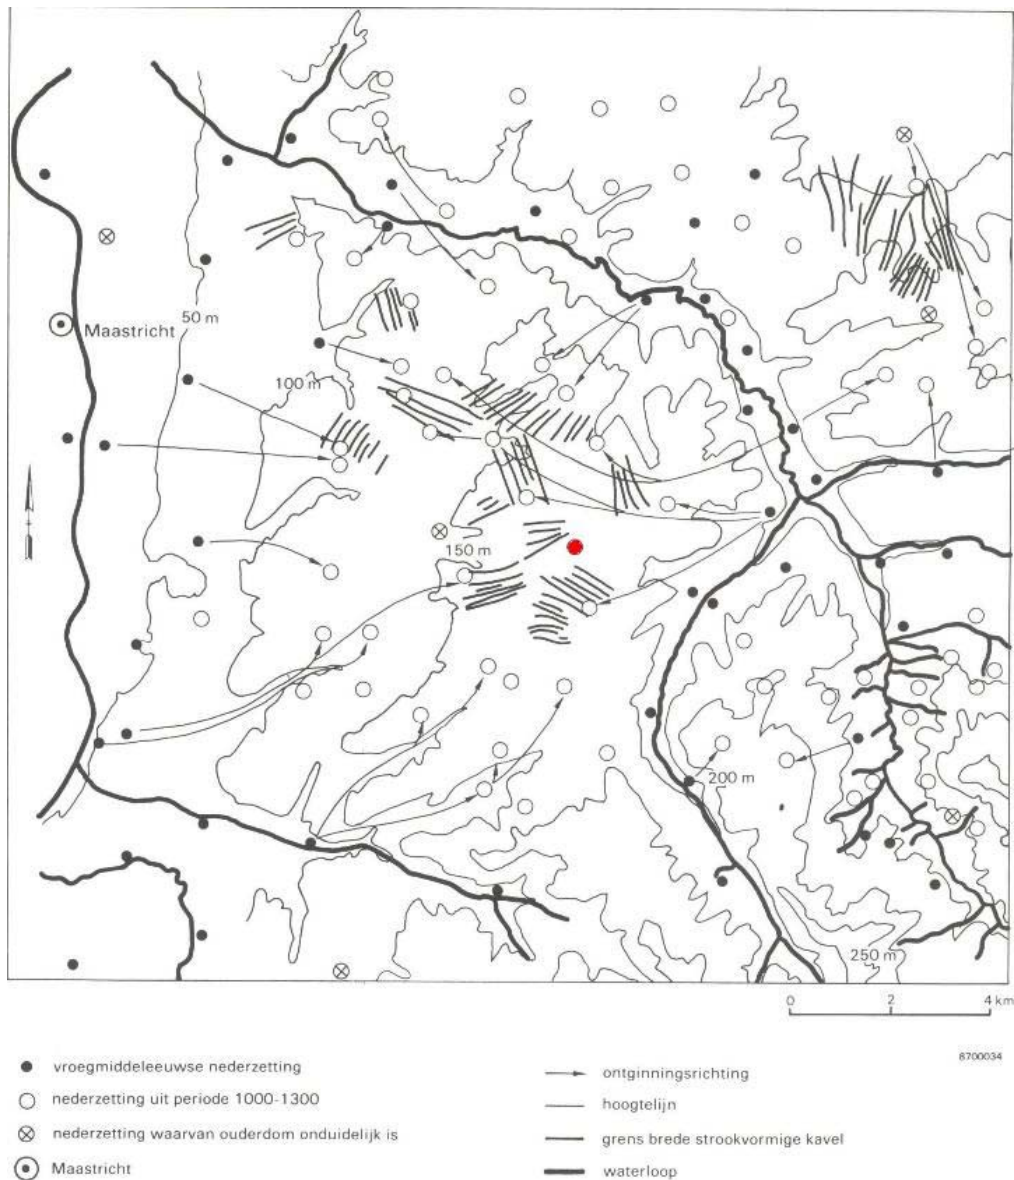 50 m
Maastricht
100 m
150 m
200 m
250 m
0 2 4 km
8700034
vroegmiddeleeuwse nederzetting
nederzetting uit periode 1000-1300
nederzetting waarvan ouderdom onduidelijk is
Maastricht
ontginningsrichting
hoogtelijn
grens brede strookvormige kavel
waterloop